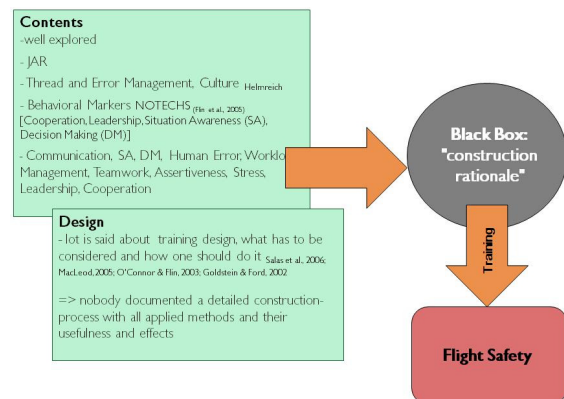 Contents
-well explored
- JAR
- Thread and Error Management, Culture Helmreich
- Behavioral Markers NOTECHS (Flin et al., 2005)
[Cooperation, Leadership, Situation Awareness (SA),
Decision Making (DM)]
- Communication, SA, DM, Human Error,
Management, Teamwork, Assertiveness, Stress,
Leadership, Cooperation
Design
- lot is said about training design, what has to be
considered and how one should do it Salas et al., 2006;
MacLeod, 2005; O'Connor & Flin, 2003; Goldstein & Ford, 2002
=> nobody documented a detailed construction-
process with all applied methods and their
usefulness and effects
Black Box:
"construction
rationale"
Training
Flight Safety